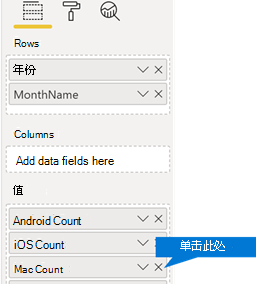 Rows
年份
MonthName
Columns
Add data fields here
值
Android Count
iOS Count
单击此处
Mac Count